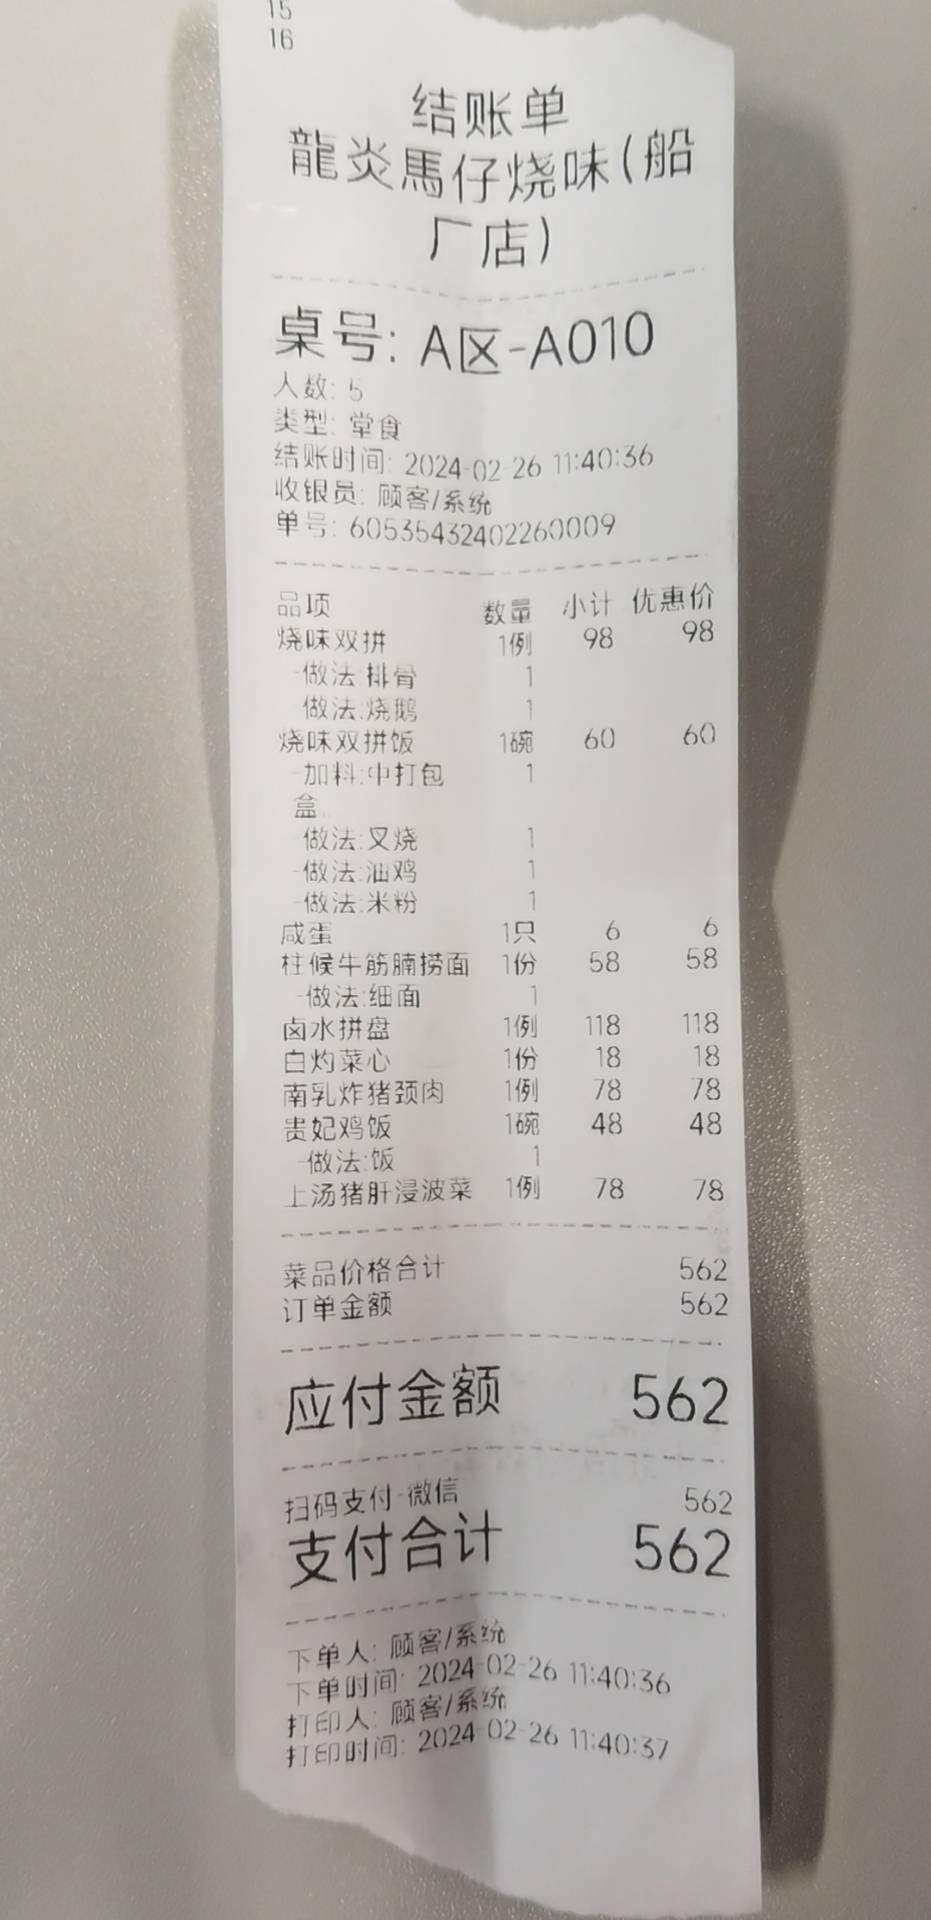 15
16
结账单
龍炎馬仔烧味(船
厂店)
桌号: A区-A010
人数: 5
类型: 堂食
结账时间: 2024-02-26 11:40:36
收银员: 顾客/系统
单号: 60535432402260009
品项 数量 小计 优惠价
烧味双拼 1例 98 98
-做法:排骨 1
做法:烧鹅 1
烧味双拼饭 1碗 60 60
-加料:中打包 1
盒
-做法:叉烧 1
-做法:油鸡 1
-做法:米粉 1
咸蛋 1只 6 6
柱候牛筋腩捞面 1份 58 58
-做法:细面 1
卤水拼盘 1例 118 118
白灼菜心 1份 18 18
南乳炸猪颈肉 1例 78 78
贵妃鸡饭 1碗 48 48
-做法:饭 1
上汤猪肝浸波菜 1例 78 78
菜品价格合计 562
订单金额 562
应付金额 562
扫码支付-微信 562
支付合计 562
下单人: 顾客/系统
下单时间: 2024-02-26 11:40:36
打印人: 顾客/系统
打印时间: 2024-02-26 11:40:37